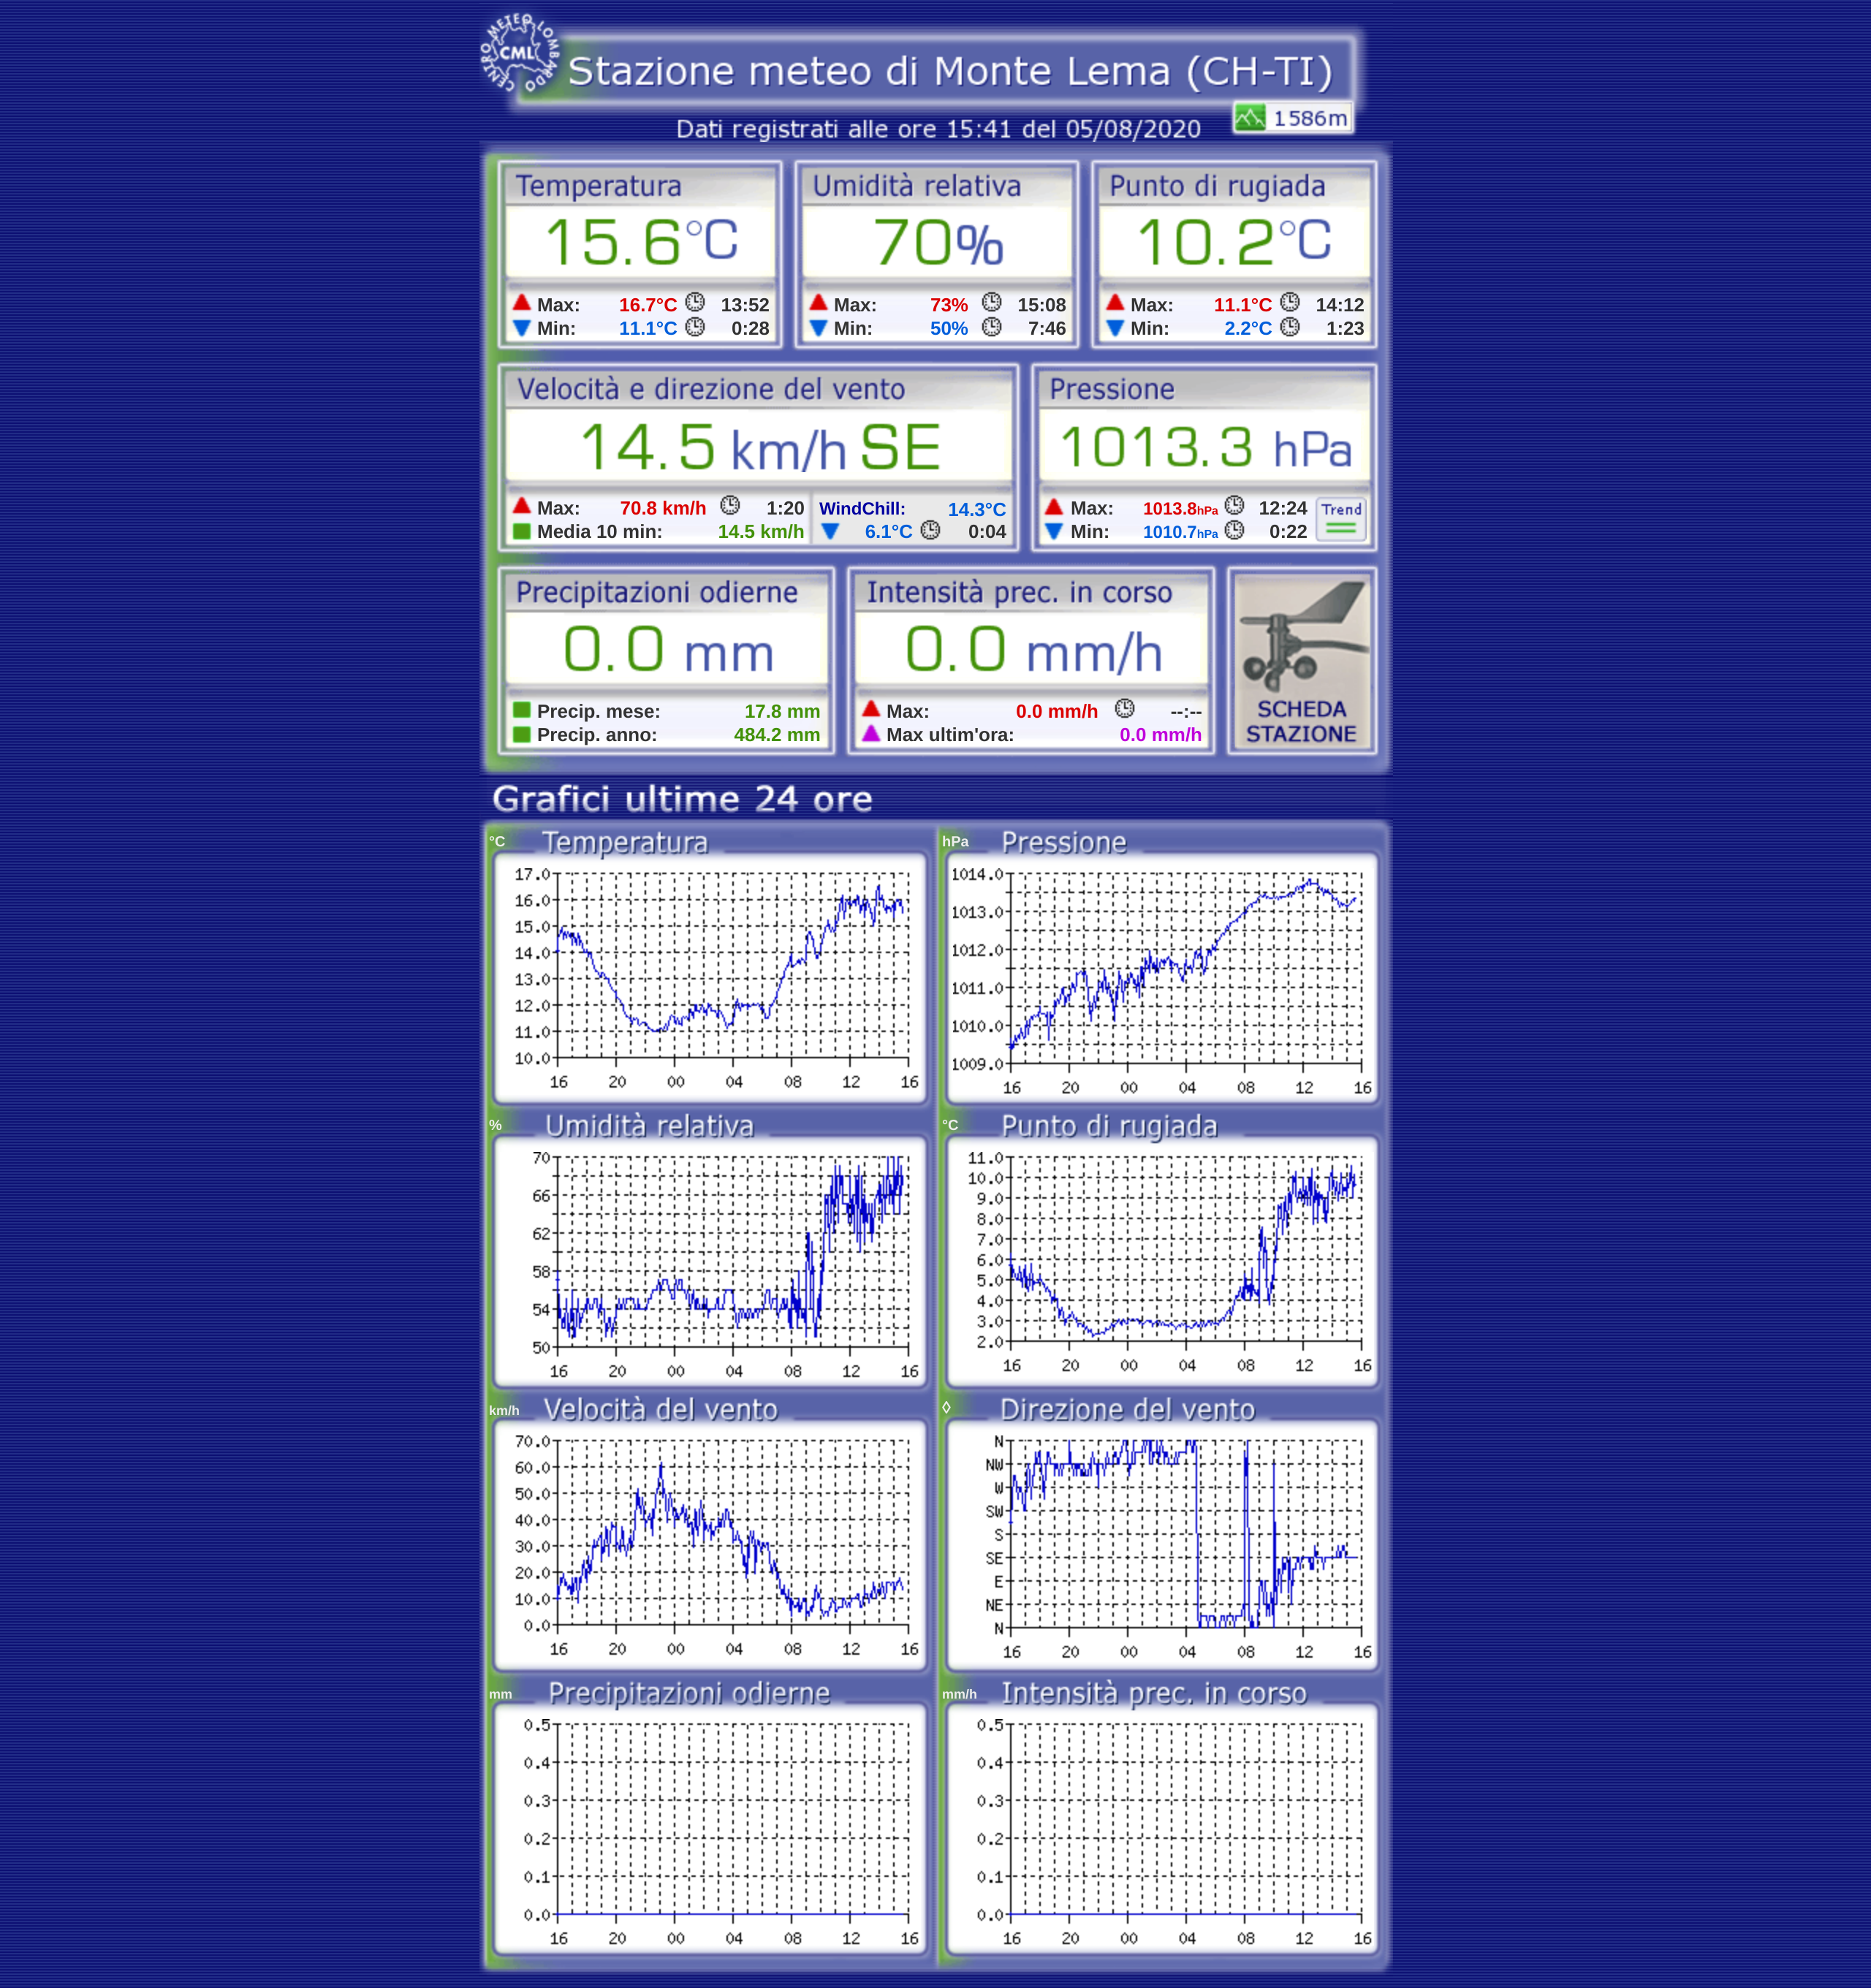 CENTRO METEO LOMBARDO
CML
Stazione meteo di Monte Lema (CH-TI)
1586m
Dati registrati alle ore 15:41 del 05/08/2020
Temperatura Umidità relativa Punto di rugiada
15.6°C 70% 10.2°C
Max: 16.7°C 13:52 Max: 73% 15:08 Max: 11.1°C 14:12
Min: 11.1°C 0:28 Min: 50% 7:46 Min: 2.2°C 1:23
Velocità e direzione del vento Pressione
14.5 km/h SE 1013.3 hPa
Max: 70.8 km/h 1:20 WindChill: 14.3°C Max: 1013.8hPa 12:24 Trend
Media 10 min: 14.5 km/h 6.1°C 0:04 Min: 1010.7hPa 0:22
Precipitazioni odierne Intensità prec. in corso
0.0 mm 0.0 mm/h
Precip. mese: 17.8 mm Max: 0.0 mm/h --:-- SCHEDA
Precip. anno: 484.2 mm Max ultim'ora: 0.0 mm/h STAZIONE
Grafici ultime 24 ore
°C Temperatura
17.0
16.0
15.0
14.0
13.0
12.0
11.0
10.0
16 20 00 04 08 12 16
hPa Pressione
1014.0
1013.0
1012.0
1011.0
1010.0
1009.0
16 20 00 04 08 12 16
% Umidità relativa
70
66
62
58
54
50
16 20 00 04 08 12 16
°C Punto di rugiada
11.0
10.0
9.0
8.0
7.0
6.0
5.0
4.0
3.0
2.0
16 20 00 04 08 12 16
km/h Velocità del vento
70.0
60.0
50.0
40.0
30.0
20.0
10.0
0.0
16 20 00 04 08 12 16
◊ Direzione del vento
N
NW
W
SW
S
SE
E
NE
N
16 20 00 04 08 12 16
mm Precipitazioni odierne
0.5
0.4
0.3
0.2
0.1
0.0
16 20 00 04 08 12 16
mm/h Intensità prec. in corso
0.5
0.4
0.3
0.2
0.1
0.0
16 20 00 04 08 12 16